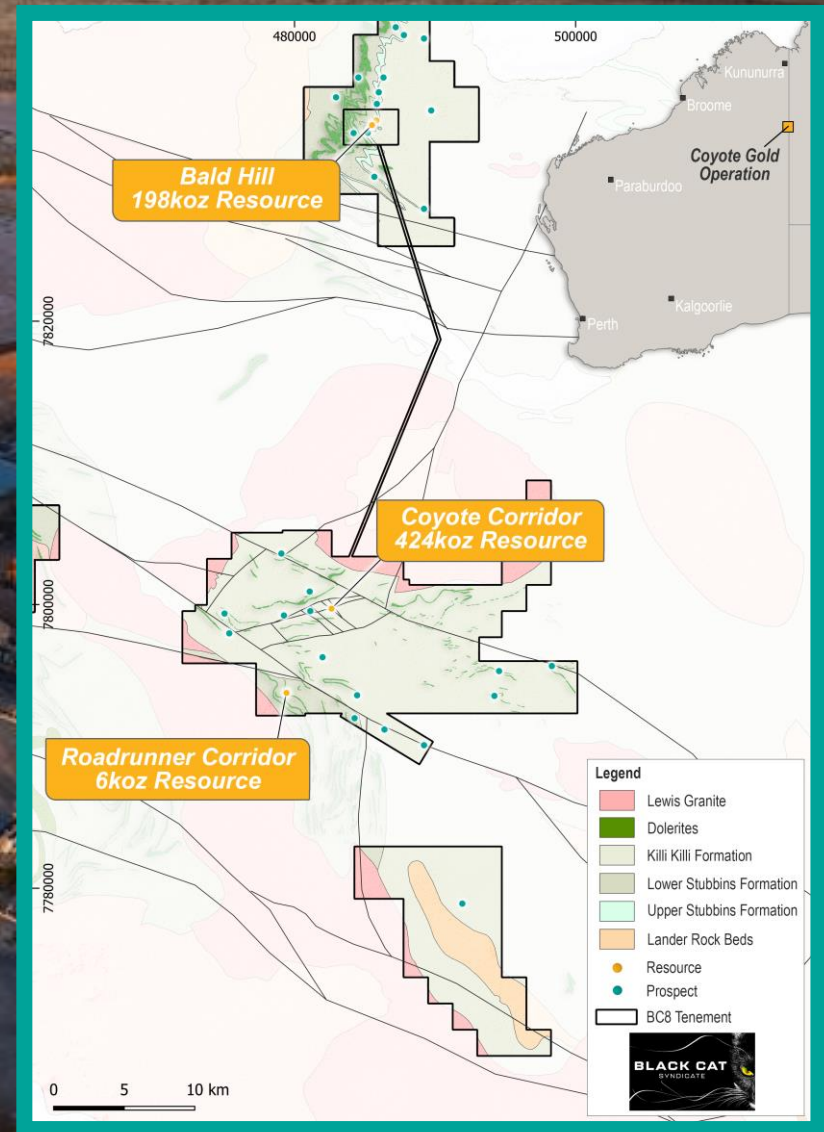 480000
500000
Kununurra
Broome
Coyote Gold
Operation
Paraburdoo
Kalgoorlie
Perth
Bald Hill
198koz Resource
7820000
Coyote Corridor
424koz Resource
7800000
Roadrunner Corridor
6koz Resource
7780000
Legend
Lewis Granite
Dolerites
Killi Killi Formation
Lower Stubbins Formation
Upper Stubbins Formation
Lander Rock Beds
Resource
Prospect
BC8 Tenement
BLACK CAT
SYNDICATE
0 5 10 km